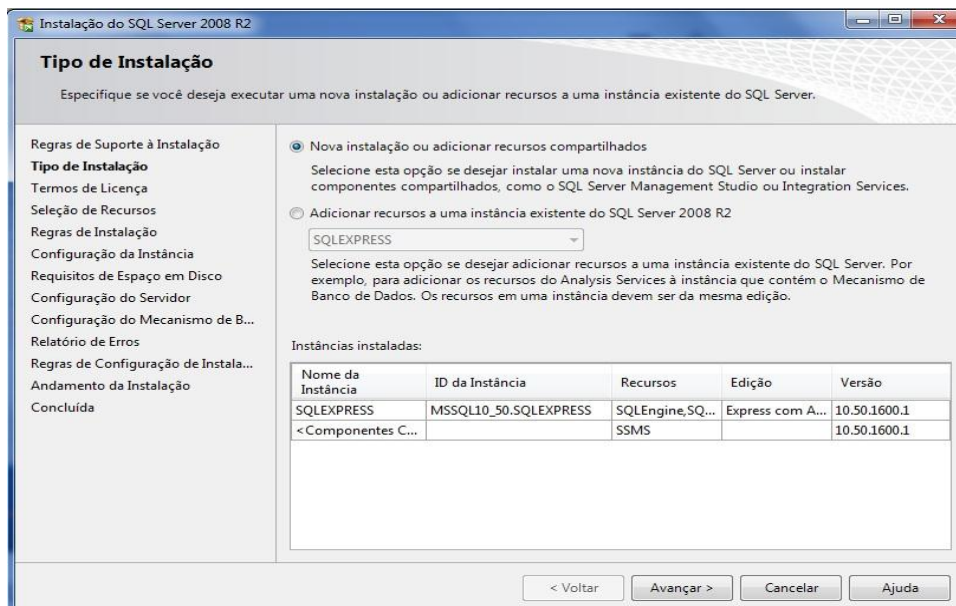 Instalação do SQL Server 2008 R2
Tipo de Instalação
Especifique se você deseja executar uma nova instalação ou adicionar recursos a uma instância existente do SQL Server.
Regras de Suporte à Instalação
Tipo de Instalação
Termos de Licença
Seleção de Recursos
Regras de Instalação
Configuração da Instância
Requisitos de Espaço em Disco
Configuração do Servidor
Configuração do Mecanismo de B...
Relatório de Erros
Regras de Configuração de Instala...
Andamento da Instalação
Concluída
Nova instalação ou adicionar recursos compartilhados
Selecione esta opção se desejar instalar uma nova instância do SQL Server ou instalar
componentes compartilhados, como o SQL Server Management Studio ou Integration Services.
Adicionar recursos a uma instância existente do SQL Server 2008 R2
SQLEXPRESS
Selecione esta opção se desejar adicionar recursos a uma instância existente do SQL Server. Por
exemplo, para adicionar os recursos do Analysis Services à instância que contém o Mecanismo de
Banco de Dados. Os recursos em uma instância devem ser da mesma edição.
Instâncias instaladas:
Nome da Instância ID da Instância Recursos Edição Versão
SQLEXPRESS MSSQL10_50.SQLEXPRESS SQLEngine,SQ... Express com A... 10.50.1600.1
<Componentes C... SSMS 10.50.1600.1
< Voltar Avançar > Cancelar Ajuda